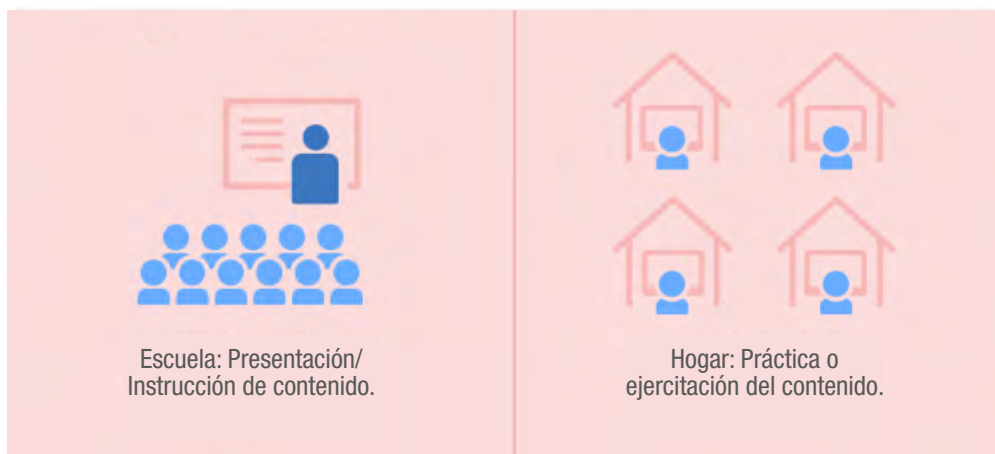 Escuela: Presentación/
Instrucción de contenido.
Hogar: Práctica o
ejercitación del contenido.